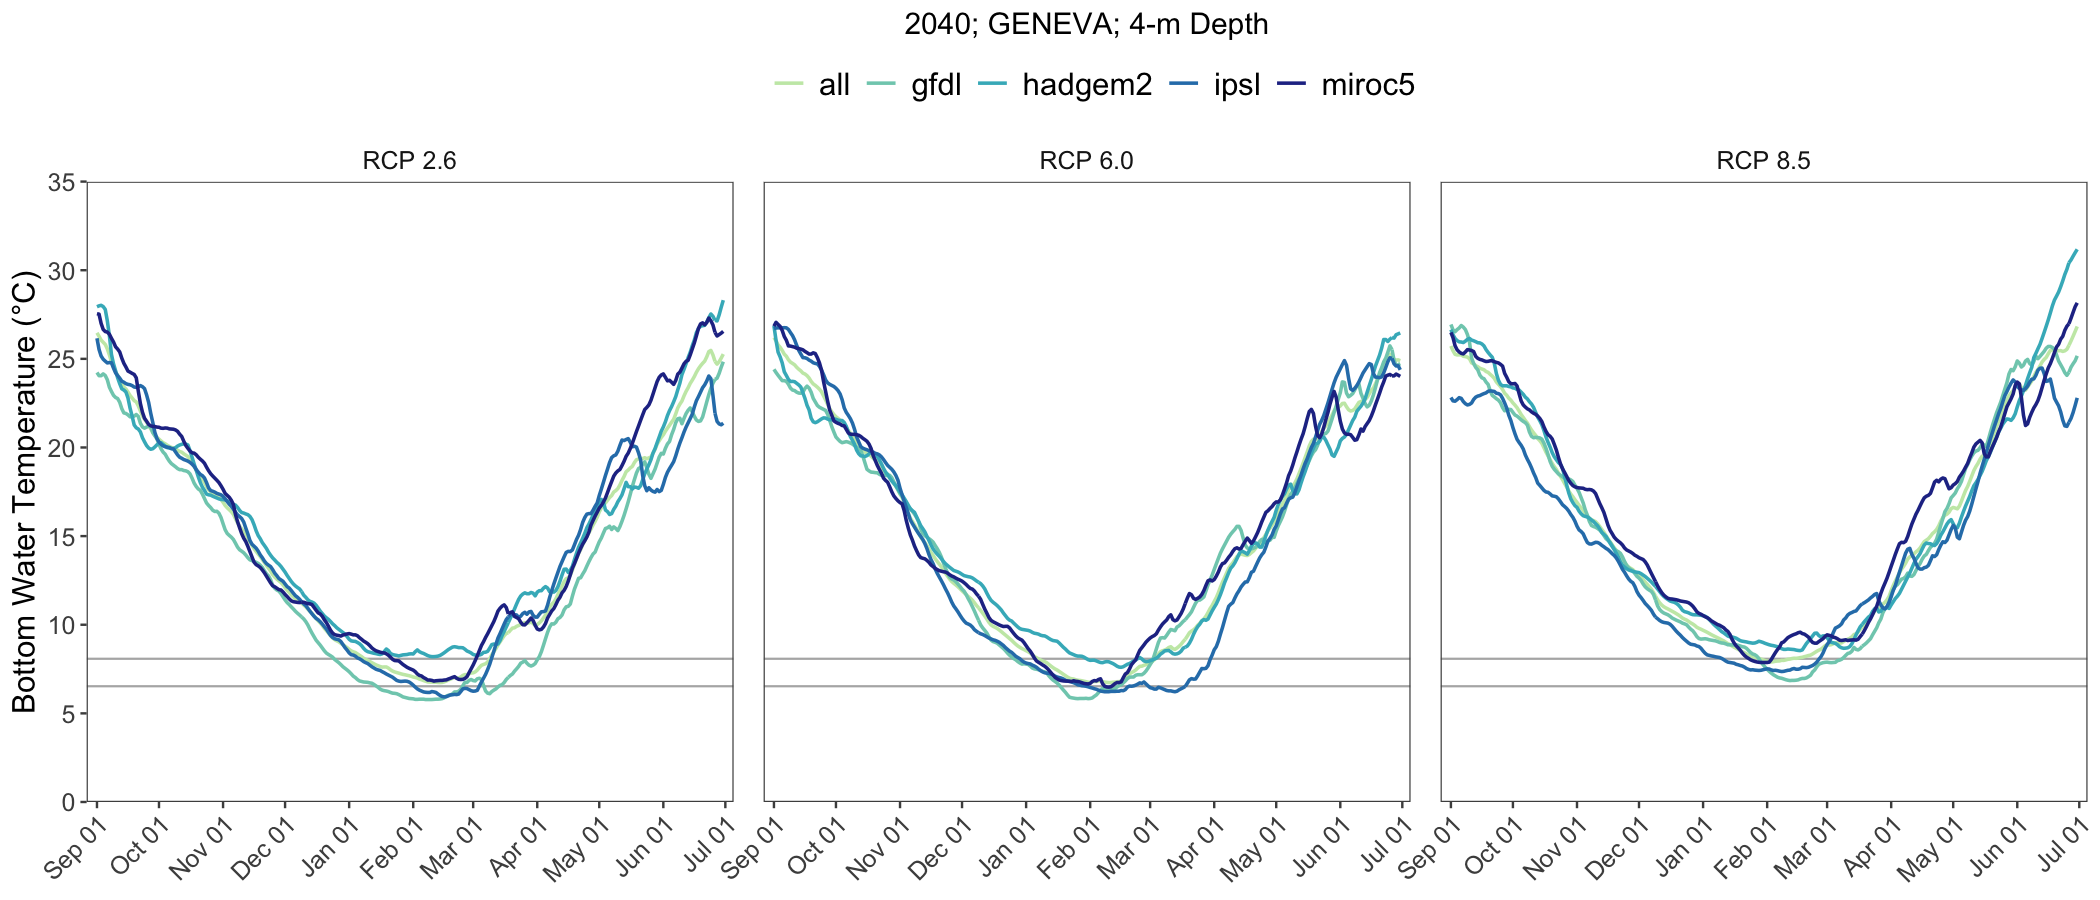 2040; GENEVA; 4-m Depth
all gfdl hadgem2 ipsl miroc5
RCP 2.6 RCP 6.0 RCP 8.5
Bottom Water Temperature (°C)
35
30
25
20
15
10
5
0
Sep 01 Oct 01 Nov 01 Dec 01 Jan 01 Feb 01 Mar 01 Apr 01 May 01 Jun 01 Jul 01 Sep 01 Oct 01 Nov 01 Dec 01 Jan 01 Feb 01 Mar 01 Apr 01 May 01 Jun 01 Jul 01 Sep 01 Oct 01 Nov 01 Dec 01 Jan 01 Feb 01 Mar 01 Apr 01 May 01 Jun 01 Jul 01